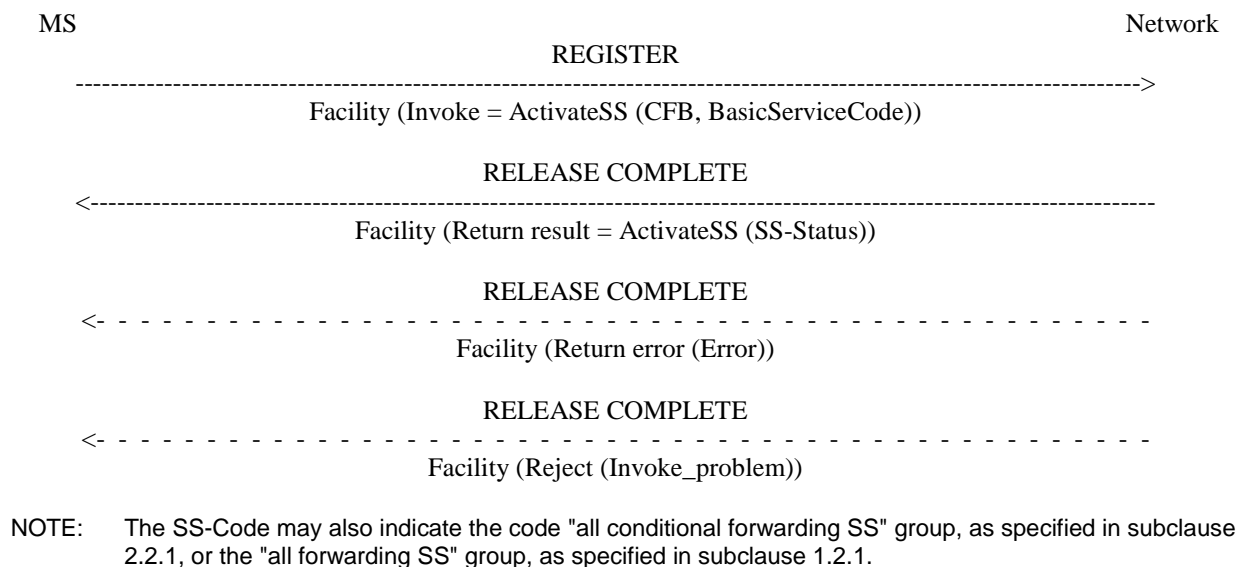 MS Network
REGISTER
------------------------------------------------------------------------------------------------------------------------>
Facility (Invoke = ActivateSS (CFB, BasicServiceCode))
RELEASE COMPLETE
<------------------------------------------------------------------------------------------------------------------------
Facility (Return result = ActivateSS (SS-Status))
RELEASE COMPLETE
<- - - - - - - - - - - - - - - - - - - - - - - - - - - - - - - - - - - - - - - - - - - - - - - -
Facility (Return error (Error))
RELEASE COMPLETE
<- - - - - - - - - - - - - - - - - - - - - - - - - - - - - - - - - - - - - - - - - - - - - - - -
Facility (Reject (Invoke_problem))
NOTE: The SS-Code may also indicate the code "all conditional forwarding SS" group, as specified in subclause
2.2.1, or the "all forwarding SS" group, as specified in subclause 1.2.1.